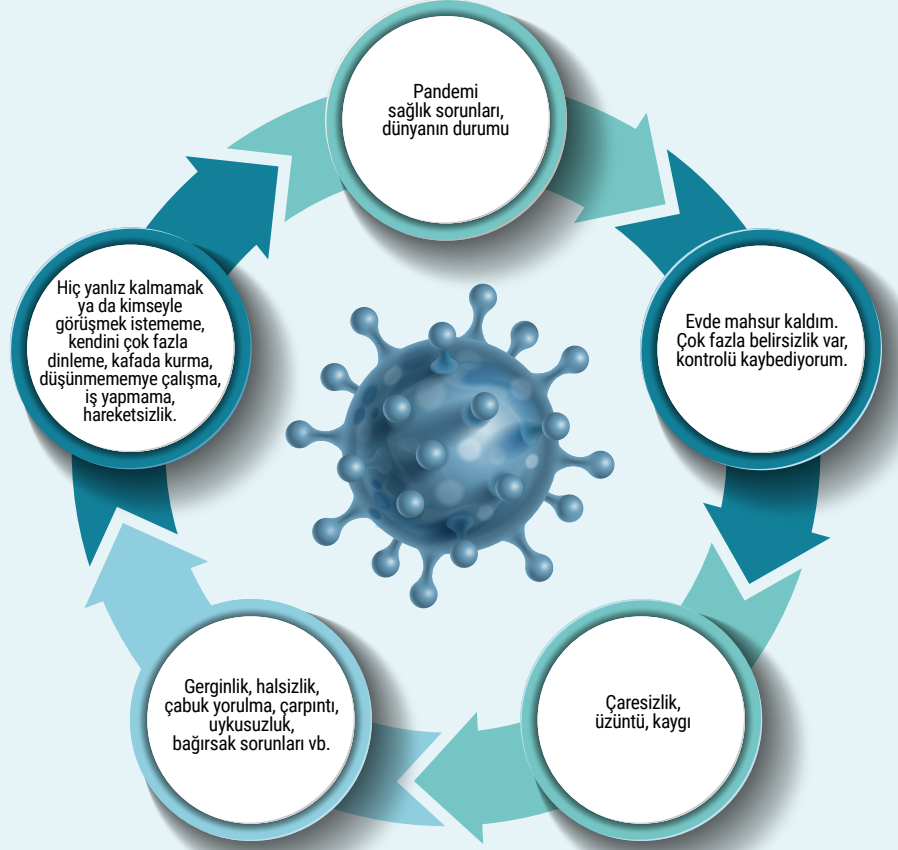 Pandemi
sağlık sorunları,
dünyanın durumu
Evde mahsur kaldım.
Çok fazla belirsizlik var,
kontrolü kaybediyorum.
Çaresizlik,
üzüntü, kaygı
Gerginlik, halsizlik,
çabuk yorulma, çarpıntı,
uykusuzluk,
bağırsak sorunları vb.
Hiç yanlız kalmamak
ya da kimseyle
görüşmek istememe,
kendini çok fazla
dinleme, kafada kurma,
düşünmememye çalışma,
iş yapmama,
hareketsizlik.